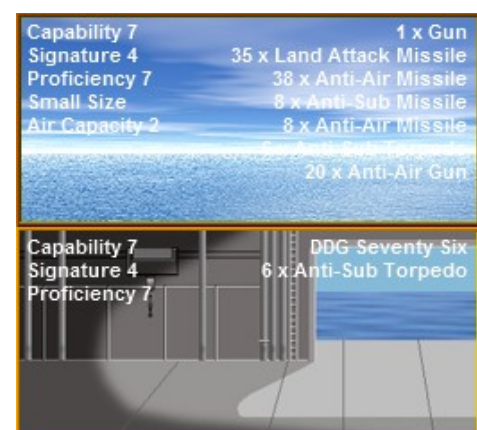 Capability 7
Signature 4
Proficiency 7
Small Size
Air Capacity 2
1 x Gun
35 x Land Attack Missile
38 x Anti-Air Missile
8 x Anti-Sub Missile
8 x Anti-Air Missile
x Anti-Sub Torpedo
20 x Anti-Air Gun
Capability 7
Signature 4
Proficiency 7
DDG Seventy Six
6 x Anti-Sub Torpedo